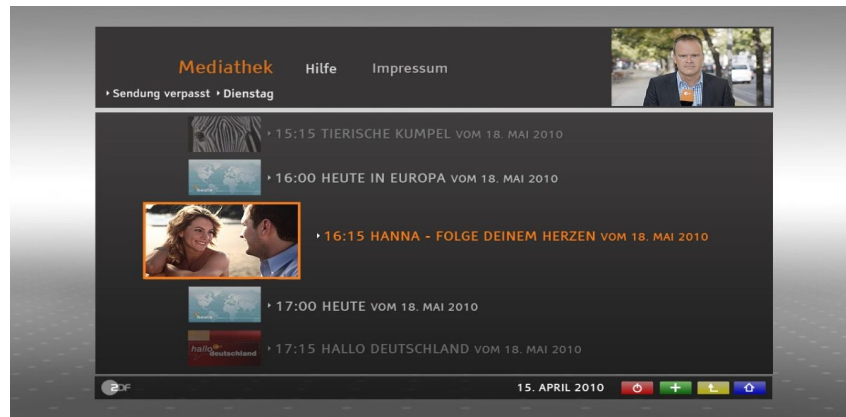 Mediathek Hilfe Impressum
Sendung verpasst Dienstag
15:15 TIERISCHE KUMPEL VOM 18. MAI 2010
16:00 HEUTE IN EUROPA VOM 18. MAI 2010
heute
16:15 HANNA - FOLGE DEINEM HERZEN VOM 18. MAI 2010
17:00 HEUTE VOM 18. MAI 2010
heute
hallo deutschland
17:15 HALLO DEUTSCHLAND VOM 18. MAI 2010
ZDF 15. APRIL 2010